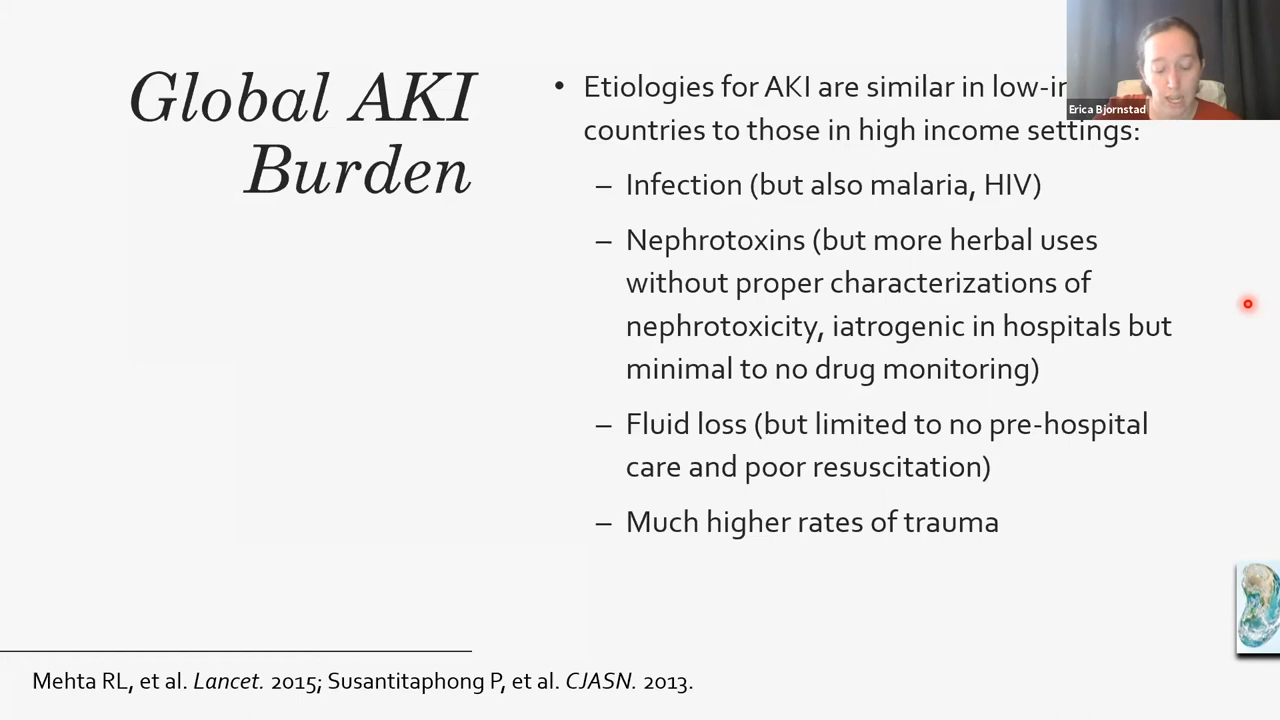 Global AKI
Burden
• Etiologies for AKI are similar in low-
countries to those in high income settings:
– Infection (but also malaria, HIV)
– Nephrotoxins (but more herbal uses
without proper characterizations of
nephrotoxicity, iatrogenic in hospitals but
minimal to no drug monitoring)
– Fluid loss (but limited to no pre-hospital
care and poor resuscitation)
– Much higher rates of trauma
Erica Bjornstad
Mehta RL, et al. Lancet. 2015; Susantitaphong P, et al. CJASN. 2013.